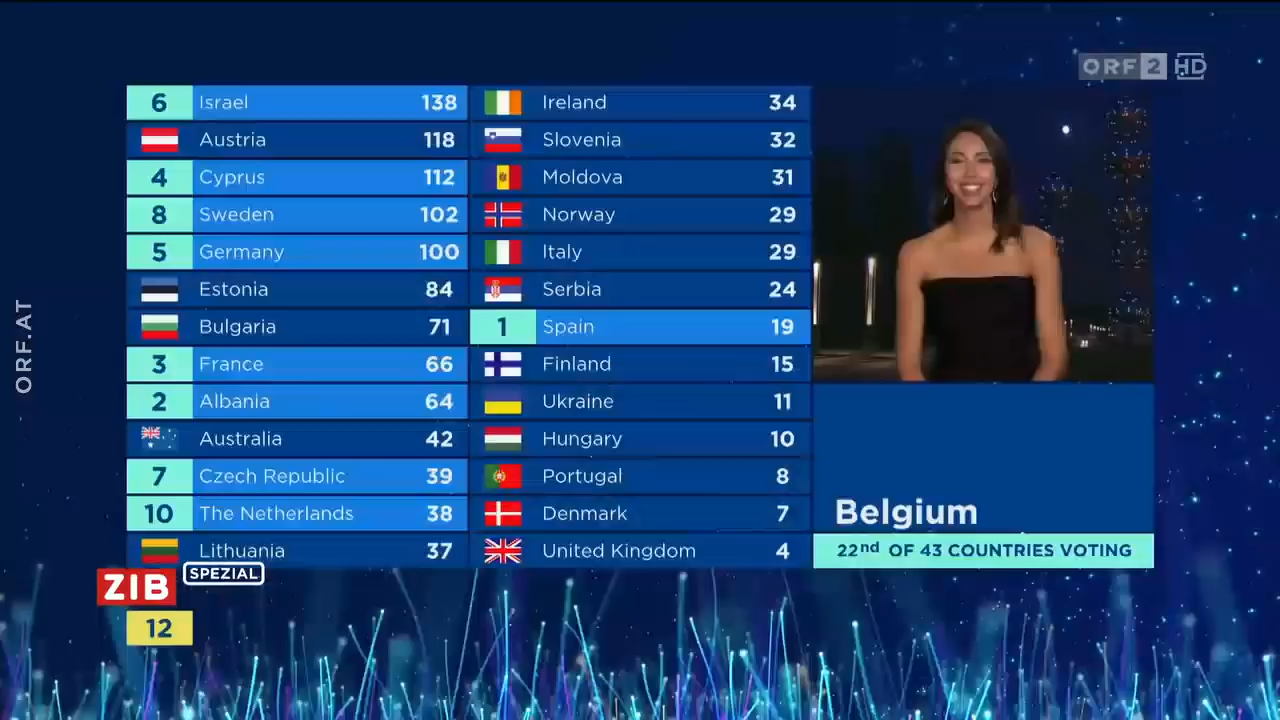 ORF 2 HD
6 Israel 138
Austria 118
4 Cyprus 112
8 Sweden 102
5 Germany 100
Estonia 84
Bulgaria 71
3 France 66
2 Albania 64
Australia 42
7 Czech Republic 39
10 The Netherlands 38
Lithuania 37
Ireland 34
Slovenia 32
Moldova 31
Norway 29
Italy 29
Serbia 24
1 Spain 19
Finland 15
Ukraine 11
Hungary 10
Portugal 8
Denmark 7
United Kingdom 4
Belgium
22nd OF 43 COUNTRIES VOTING
ORF.AT
ZIB SPEZIAL
12